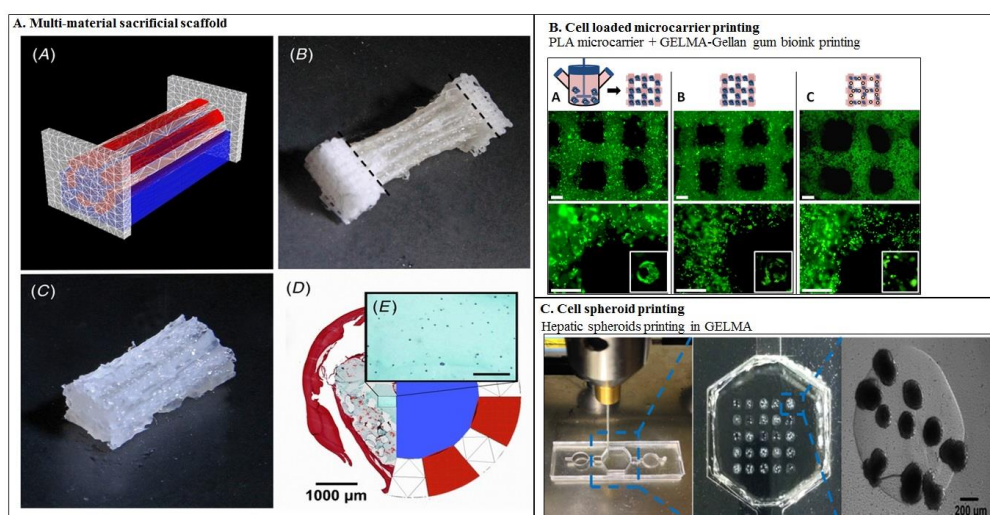 A. Multi-material sacrificial scaffold
(A)
(B)
(C)
(D)
(E)
1000 µm
B. Cell loaded microcarrier printing
PLA microcarrier + GELMA-Gellan gum bioink printing
A
B
C
C. Cell spheroid printing
Hepatic spheroids printing in GELMA
200 µm